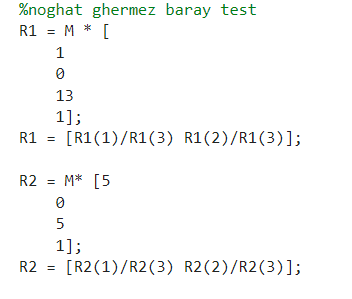 %noghat ghermez baray test
R1 = M * [
1
0
13
1];
R1 = [R1(1)/R1(3) R1(2)/R1(3)];
R2 = M* [5
0
5
1];
R2 = [R2(1)/R2(3) R2(2)/R2(3)];